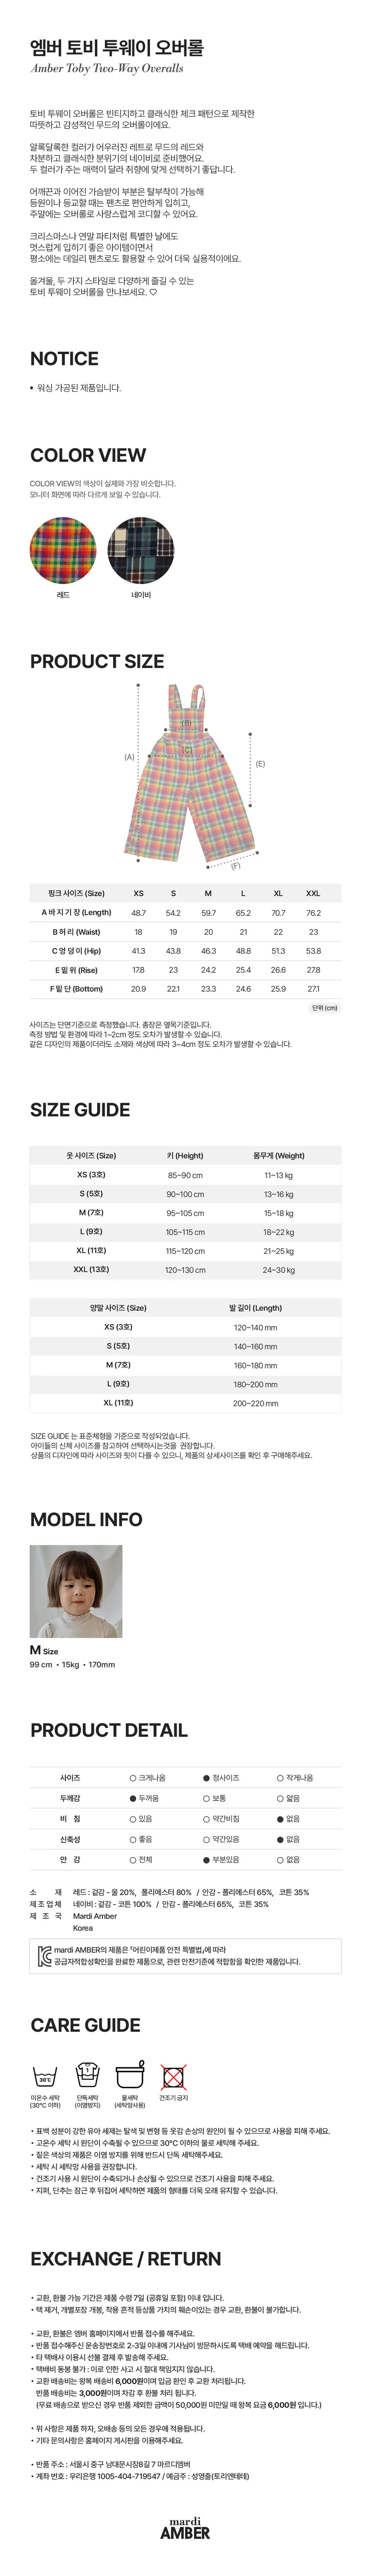 엠버 토비 투웨이 오버롤
Amber Toby Two-Way Overalls
토비 투웨이 오버롤은 빈티지하고 클래식한 체크 패턴으로 제작한
따뜻하고 감성적인 무드의 오버롤이에요.
알록달록한 컬러가 어우러진 레트로 무드의 레드와
차분하고 클래식한 분위기의 네이비로 준비했어요.
두 컬러가 주는 매력이 달라 취향에 맞게 선택하기 좋답니다.
어깨끈과 이어진 가슴받이 부분은 탈부착이 가능해
등원이나 등교할 때는 팬츠로 편안하게 입히고,
주말에는 오버롤로 사랑스럽게 코디할 수 있어요.
크리스마스나 연말 파티처럼 특별한 날에도
멋스럽게 입히기 좋은 아이템이면서
평소에는 데일리 팬츠로도 활용할 수 있어 더욱 실용적이에요.
올겨울, 두 가지 스타일로 다양하게 즐길 수 있는
토비 투웨이 오버롤을 만나보세요. ♡
NOTICE
• 워싱 가공된 제품입니다.
COLOR VIEW
COLOR VIEW의 색상이 실제와 가장 비슷합니다.
모니터 화면에 따라 다르게 보일 수 있습니다.
레드 네이비
PRODUCT SIZE
(A) (B) (C) (E) (F)
핑크 사이즈 (Size) XS S M L XL XXL
A 바 지 기 장 (Length) 48.7 54.2 59.7 65.2 70.7 76.2
B 허 리 (Waist) 18 19 20 21 22 23
C 엉 덩 이 (Hip) 41.3 43.8 46.3 48.8 51.3 53.8
E 밑 위 (Rise) 17.8 23 24.2 25.4 26.6 27.8
F 밑 단 (Bottom) 20.9 22.1 23.3 24.6 25.9 27.1
단위 (cm)
사이즈는 단면기준으로 측정했습니다. 총장은 옆목기준입니다.
측정 방법 및 환경에 따라 1~2cm 정도 오차가 발생할 수 있습니다.
같은 디자인의 제품이더라도 소재와 색상에 따라 3~4cm 정도 오차가 발생할 수 있습니다.
SIZE GUIDE
옷 사이즈 (Size) 키 (Height) 몸무게 (Weight)
XS (3호) 85~90 cm 11~13 kg
S (5호) 90~100 cm 13~16 kg
M (7호) 95~105 cm 15~18 kg
L (9호) 105~115 cm 18~22 kg
XL (11호) 115~120 cm 21~25 kg
XXL (13호) 120~130 cm 24~30 kg
양말 사이즈 (Size) 발 길이 (Length)
XS (3호) 120~140 mm
S (5호) 140~160 mm
M (7호) 160~180 mm
L (9호) 180~200 mm
XL (11호) 200~220 mm
SIZE GUIDE 는 표준체형을 기준으로 작성되었습니다.
아이들의 신체 사이즈를 참고하여 선택하시는것을 권장합니다.
상품의 디자인에 따라 사이즈와 핏이 다를 수 있으니, 제품의 상세사이즈를 확인 후 구매해주세요.
MODEL INFO
M Size
99 cm • 15kg • 170mm
PRODUCT DETAIL
사이즈 ○ 크게나옴 ● 정사이즈 ○ 작게나옴
두께감 ● 두꺼움 ○ 보통 ○ 얇음
비 침 ○ 있음 ○ 약간비침 ● 없음
신축성 ○ 좋음 ○ 약간있음 ● 없음
안 감 ○ 전체 ● 부분있음 ○ 없음
소 재 레드 : 겉감 - 울 20%, 폴리에스터 80% / 안감 - 폴리에스터 65%, 코튼 35%
제 조 업 체 네이비 : 겉감 - 코튼 100% / 안감 - 폴리에스터 65%, 코튼 35%
제 조 국 Mardi Amber
Korea
mardi AMBER의 제품은 「어린이제품 안전 특별법」에 따라
공급자적합성확인을 완료한 제품으로, 관련 안전기준에 적합함을 확인한 제품입니다.
CARE GUIDE
30°C 1
미온수 세탁 단독세탁 울세탁 건조기 금지
(30°C 이하) (이염방지) (세탁망사용)
• 표백 성분이 강한 유아 세제는 탈색 및 변형 등 옷감 손상의 원인이 될 수 있으므로 사용을 피해 주세요.
• 고온수 세탁 시 원단이 수축될 수 있으므로 30°C 이하의 물로 세탁해 주세요.
• 짙은 색상의 제품은 이염 방지를 위해 반드시 단독 세탁해주세요.
• 세탁 시 세탁망 사용을 권장합니다.
• 건조기 사용 시 원단이 수축되거나 손상될 수 있으므로 건조기 사용을 피해 주세요.
• 지퍼, 단추는 잠근 후 뒤집어 세탁하면 제품의 형태를 더욱 오래 유지할 수 있습니다.
EXCHANGE / RETURN
• 교환, 환불 가능 기간은 제품 수령 7일 (공휴일 포함) 이내 입니다.
• 택 제거, 개별포장 개봉, 착용 흔적 등상품 가치의 훼손이있는 경우 교환, 환불이 불가합니다.
• 교환, 환불은 엠버 홈페이지에서 반품 접수를 해주세요.
• 반품 접수해주신 운송장번호로 2-3일 이내에 기사님이 방문하시도록 택배 예약을 해드립니다.
• 타 택배사 이용시 선불 결제 후 발송해 주세요.
• 택배비 동봉 불가 : 이로 인한 사고 시 절대 책임지지 않습니다.
• 교환 배송비는 왕복 배송비 6,000원이며 입금 환인 후 교환 처리됩니다.
반품 배송비는 3,000원이며 차감 후 환불 처리 됩니다.
(무료 배송으로 받으신 경우 반품 제외한 금액이 50,000원 미만일 때 왕복 요금 6,000원 입니다.)
• 위 사항은 제품 하자, 오배송 등의 모든 경우에 적용됩니다.
• 기타 문의사항은 홈페이지 게시판을 이용해주세요.
• 반품 주소 : 서울시 중구 남대문시장8길 7 마르디엠버
• 계좌 번호 : 우리은행 1005-404-719547 / 예금주 : 성영출(토리앤테테)
mardi
AMBER